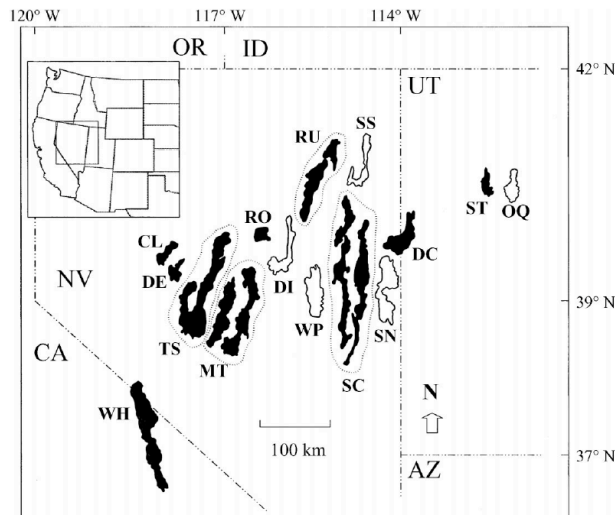 120° W 117° W 114° W
OR ID
42° N
UT
SS
RU
ST OQ
RO
CL
DC
DE
DI
NV
39° N
WP SN
TS
MT
CA
SC
N
WH
100 km
AZ
37° N